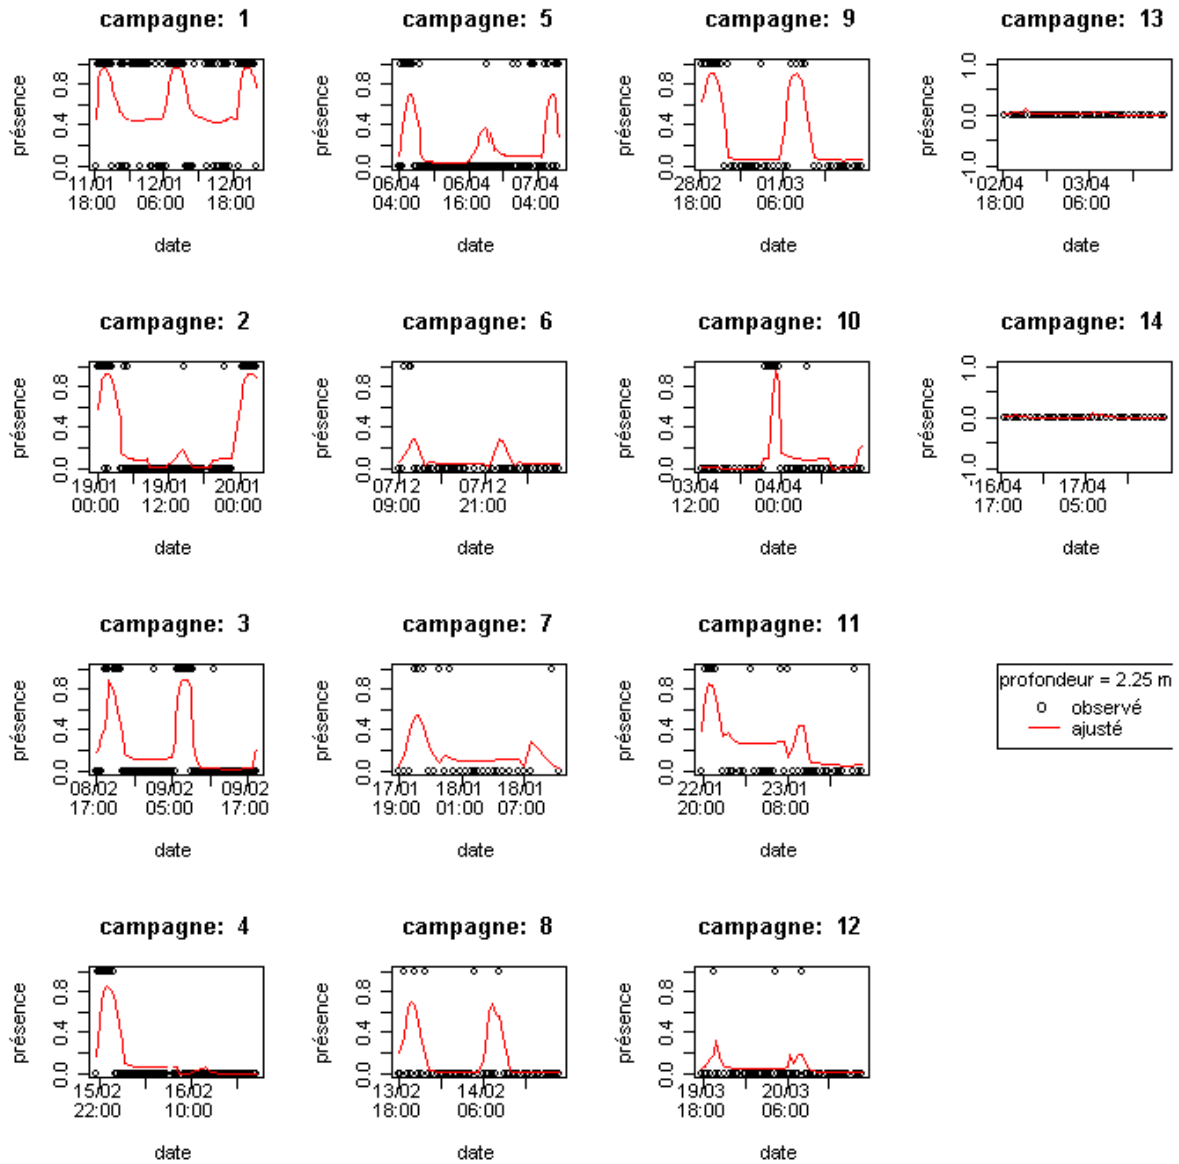 campagne: 1
présence
0.0 0.4 0.8
11/01 12/01 12/01
18:00 06:00 18:00
date
campagne: 5
présence
0.0 0.4 0.8
06/04 06/04 07/04
04:00 16:00 04:00
date
campagne: 9
présence
0.0 0.4 0.8
28/02 01/03
18:00 06:00
date
campagne: 13
présence
-1.0 0.0 1.0
02/04 03/04
18:00 06:00
date
campagne: 2
présence
0.0 0.4 0.8
19/01 19/01 20/01
00:00 12:00 00:00
date
campagne: 6
présence
0.0 0.4 0.8
07/12 07/12
09:00 21:00
date
campagne: 10
présence
0.0 0.4 0.8
03/04 04/04
12:00 00:00
date
campagne: 14
présence
-1.0 0.0 1.0
16/04 17/04
17:00 05:00
date
campagne: 3
présence
0.0 0.4 0.8
08/02 09/02 09/02
17:00 05:00 17:00
date
campagne: 7
présence
0.0 0.4 0.8
17/01 18/01 18/01
19:00 01:00 07:00
date
campagne: 11
présence
0.0 0.4 0.8
22/01 23/01
20:00 08:00
date
profondeur = 2.25 m
observé
ajusté
campagne: 4
présence
0.0 0.4 0.8
15/02 16/02
22:00 10:00
date
campagne: 8
présence
0.0 0.4 0.8
13/02 14/02
18:00 06:00
date
campagne: 12
présence
0.0 0.4 0.8
19/03 20/03
18:00 06:00
date